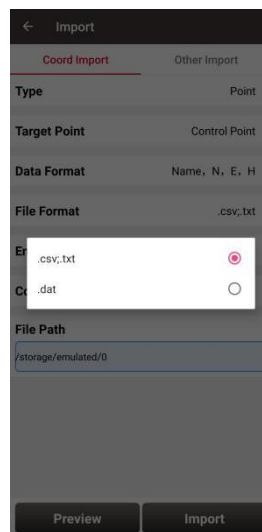 ← Import
Coord Import Other Import
Type Point
Target Point Control Point
Data Format Name, N, E, H
File Format .csv;.txt
.csv;.txt
.dat
File Path
/storage/emulated/0
Preview Import